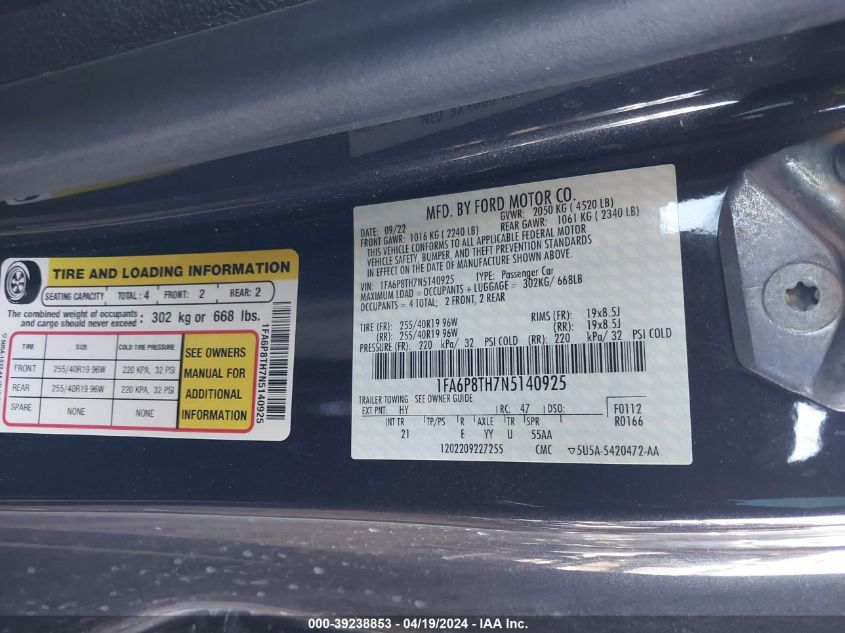 TIRE AND LOADING INFORMATION
SEATING CAPACITY TOTAL: 4 FRONT: 2 REAR: 2
The combined weight of occupants and cargo should never exceed : 302 kg or 668 lbs.
TIRE SIZE COLD TIRE PRESSURE
FRONT 255/40R19 96W 220 KPA, 32 PSI
REAR 255/40R19 96W 220 KPA, 32 PSI
SPARE NONE NONE
SEE OWNERS
MANUAL FOR
ADDITIONAL
INFORMATION
1FA6P8TH7N5140925
MFD. BY FORD MOTOR CO.
DATE: 09/22 GVWR: 2050 KG ( 4520 LB)
FRONT GAWR: 1016 KG ( 2240 LB) REAR GAWR: 1061 KG ( 2340 LB)
THIS VEHICLE CONFORMS TO ALL APPLICABLE FEDERAL MOTOR
VEHICLE SAFETY, BUMPER, AND THEFT PREVENTION STANDARDS
IN EFFECT ON THE DATE OF MANUFACTURE SHOWN ABOVE.
VIN: 1FA6P8TH7N5140925 TYPE: Passenger Car
MAXIMUM LOAD = OCCUPANTS + LUGGAGE = 302KG/ 668LB
OCCUPANTS = 4 TOTAL; 2 FRONT, 2 REAR
TIRE (FR): 255/40R19 96W RIMS (FR): 19x8.5J
(RR): 255/40R19 96W (RR): 19x8.5J
PRESSURE (FR): 220 kPa/ 32 PSI COLD (RR): 220 kPa/ 32 PSI COLD
1FA6P8TH7N5140925
TRAILER TOWING - SEE OWNER GUIDE
EXT PNT: HY RC: 47 DSO: F0112
INT TR TP/PS R AXLE TR SPR R0166
21 E YY U 55AA
1202209227255 CMC ▽5U5A-5420472-AA
000-39238853 - 04/19/2024 - IAAI.com